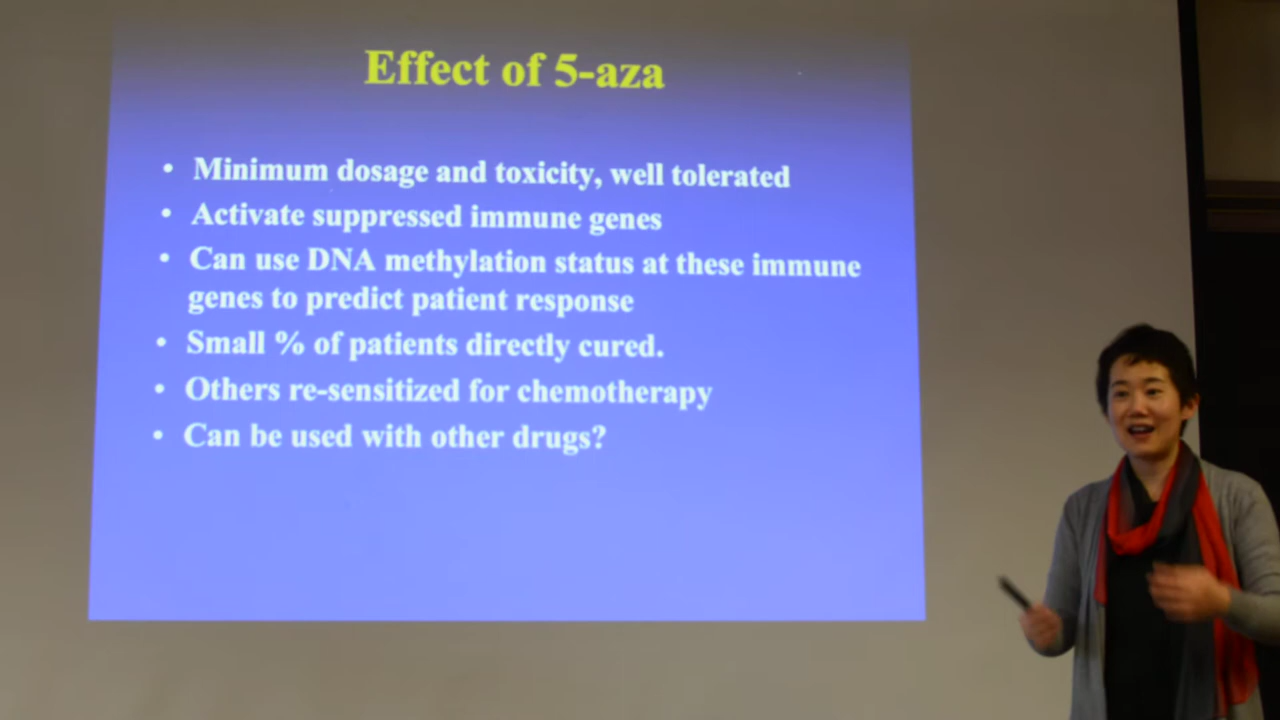 Effect of 5-aza
• Minimum dosage and toxicity, well tolerated
• Activate suppressed immune genes
• Can use DNA methylation status at these immune
genes to predict patient response
• Small % of patients directly cured.
• Others re-sensitized for chemotherapy
• Can be used with other drugs?